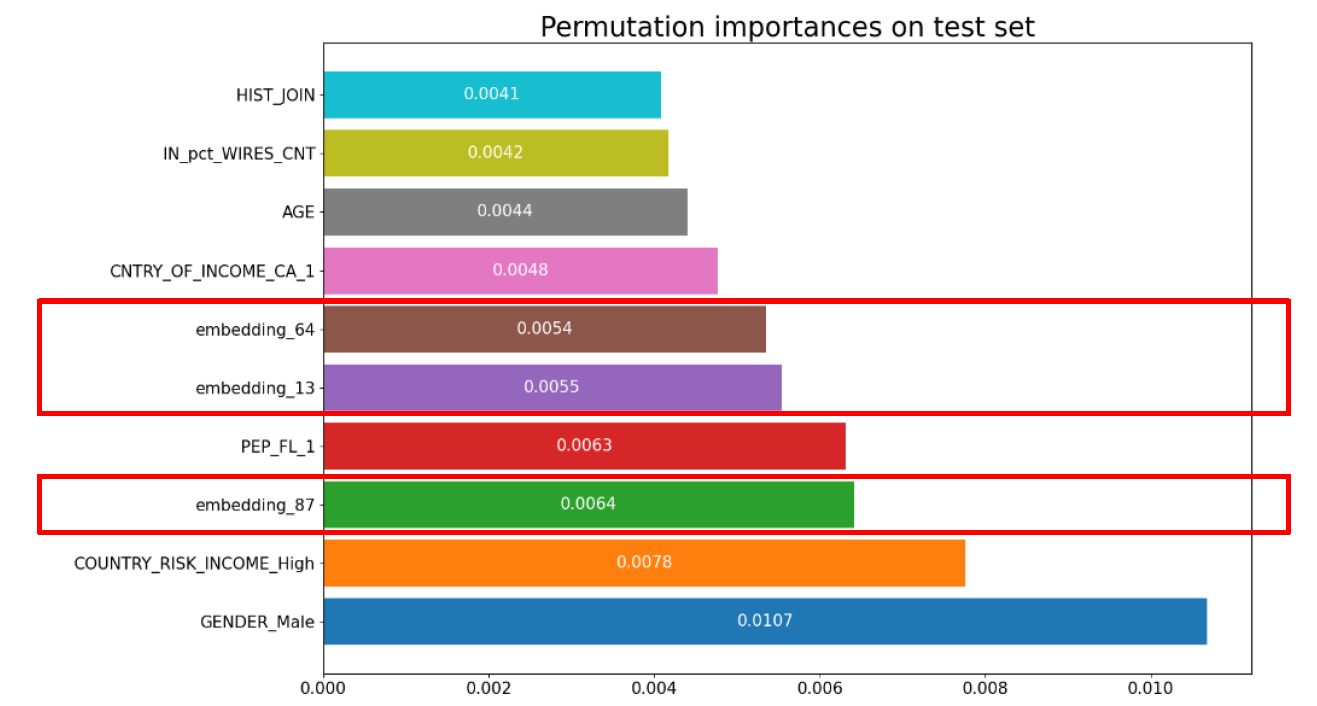 Permutation importances on test set
HIST_JOIN 0.0041
IN_pct_WIRES_CNT 0.0042
AGE 0.0044
CNTRY_OF_INCOME_CA_1 0.0048
embedding_64 0.0054
embedding_13 0.0055
PEP_FL_1 0.0063
embedding_87 0.0064
COUNTRY_RISK_INCOME_High 0.0078
GENDER_Male 0.0107
0.000 0.002 0.004 0.006 0.008 0.010